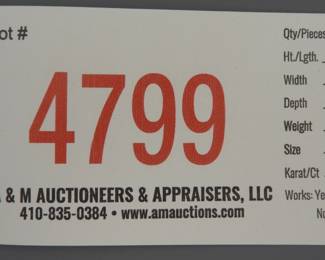 ot #
4799
& M AUCTIONEERS & APPRAISERS, LLC
410-835-0384 • www.amauctions.com
Qty/Pieces
Ht./Lgth.
Width
Depth
Weight
Size
Karat/Ct
Works: Ye
No